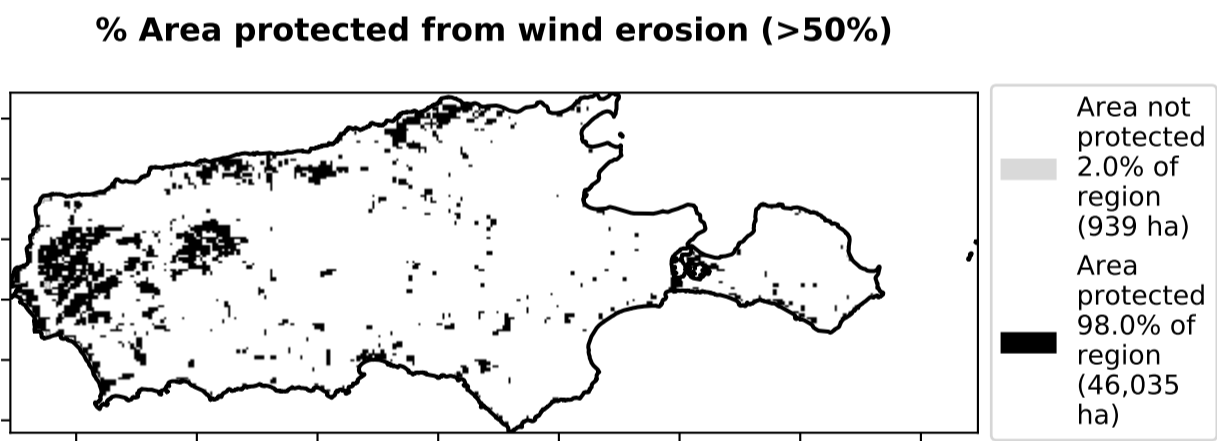 % Area protected from wind erosion (>50%)
Area not
protected
2.0% of
region
(939 ha)
Area
protected
98.0% of
region
(46,035
ha)